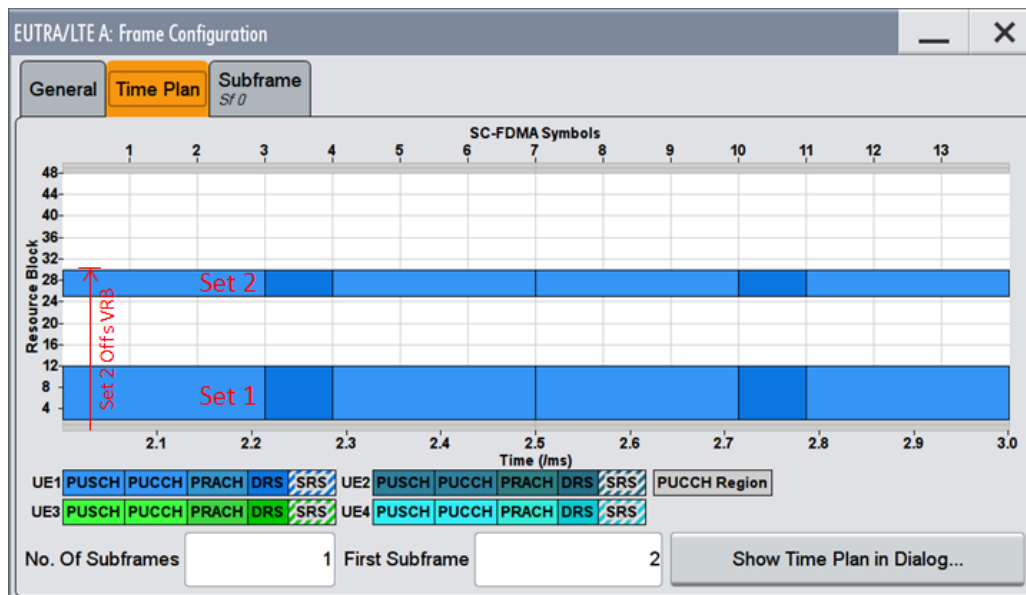 EUTRA/LTE A: Frame Configuration
General
Time Plan
Subframe
Sf 0
SC-FDMA Symbols
1 2 3 4 5 6 7 8 9 10 11 12 13
Resource Block
48
44
40
36
32
28
24
20
16
12
8
4
Set 2 Offs VRB
Set 2
Set 1
2.1 2.2 2.3 2.4 2.5 2.6 2.7 2.8 2.9 3.0
Time (/ms)
UE1 PUSCH PUCCH PRACH DRS SRS UE2 PUSCH PUCCH PRACH DRS SRS PUCCH Region
UE3 PUSCH PUCCH PRACH DRS SRS UE4 PUSCH PUCCH PRACH DRS SRS
No. Of Subframes 1 First Subframe 2 Show Time Plan in Dialog...